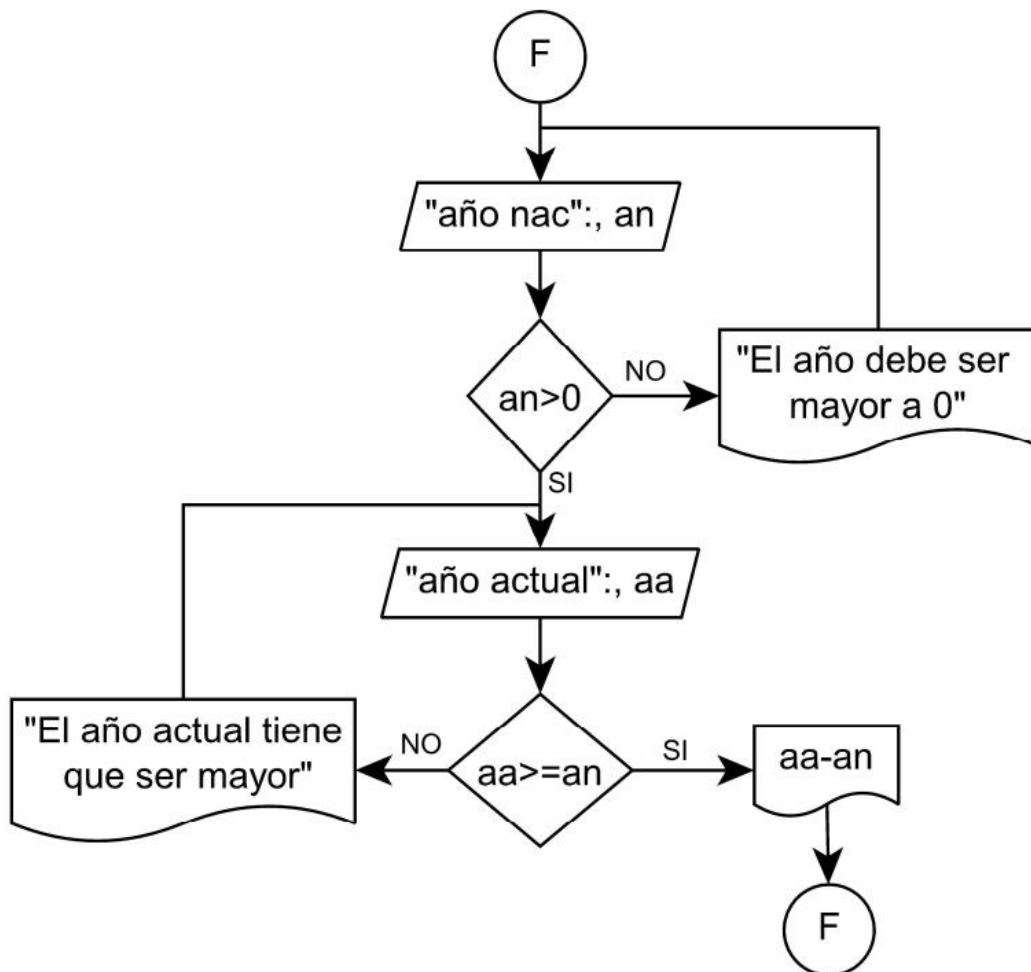 F
"año nac":, an
an>0
NO
"El año debe ser
mayor a 0"
SI
"año actual":, aa
"El año actual tiene
que ser mayor"
NO
aa>=an
SI
aa-an
F